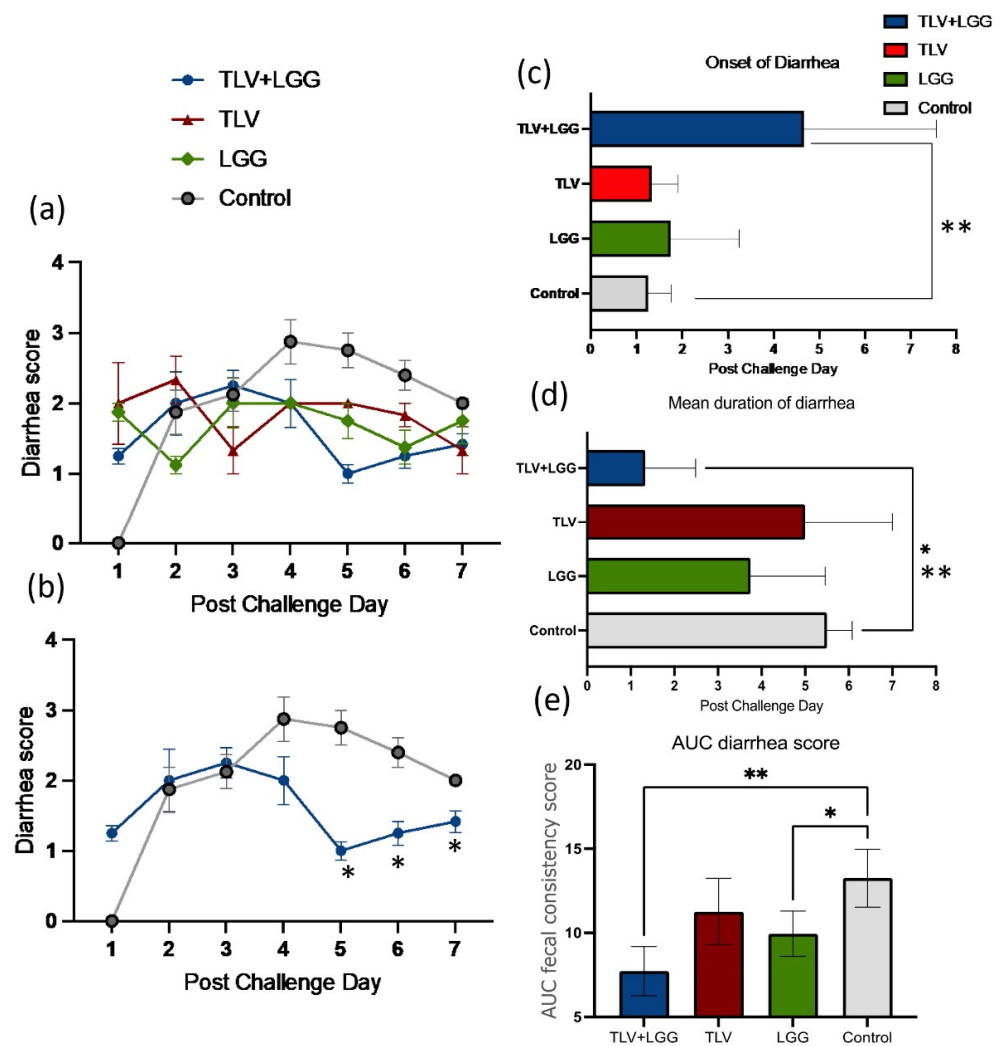 TLV+LGG
TLV
LGG
Control
(a)
Diarrhea score
4
3
2
1
0
1 2 3 4 5 6 7
Post Challenge Day
(b)
Diarrhea score
4
3
2
1
0
* * *
1 2 3 4 5 6 7
Post Challenge Day
TLV+LGG
TLV
LGG
Control
(c)
Onset of Diarrhea
TLV+LGG
TLV
LGG
Control
**
0 1 2 3 4 5 6 7 8
Post Challenge Day
(d)
Mean duration of diarrhea
TLV+LGG
TLV
LGG
Control
*
**
0 1 2 3 4 5 6 7 8
Post Challenge Day
(e)
AUC diarrhea score
AUC fecal consistency score
20
15
10
5
**
*
TLV+LGG TLV LGG Control